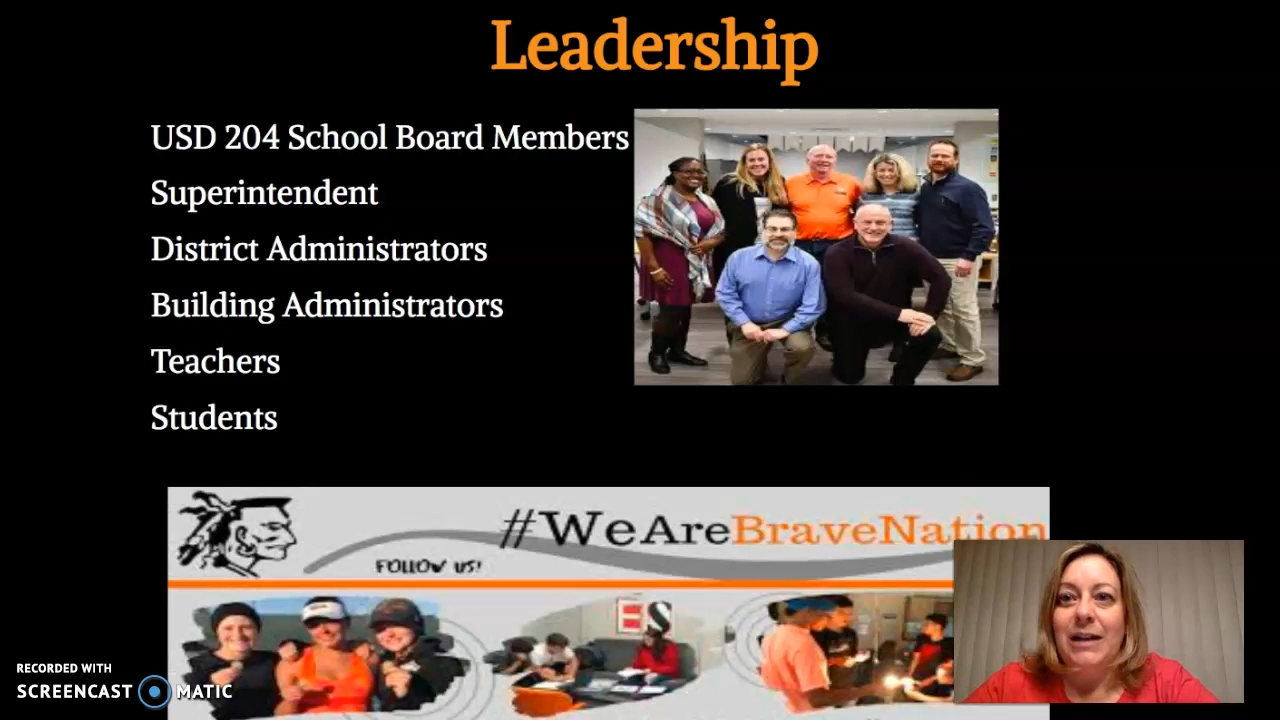 Leadership
USD 204 School Board Members
Superintendent
District Administrators
Building Administrators
Teachers
Students
#WeAreBraveNation
FOLLOW US!
RECORDED WITH
SCREENCAST MATIC